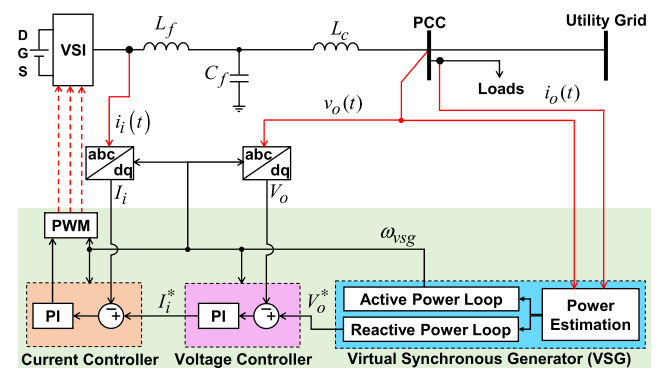 PCC
Utility Grid
D
G
S
VSI
L_f
C_f
L_c
Loads
i_i(t)
v_o(t)
i_o(t)
abc
dq
abc
dq
I_i
V_o
PWM
ω_vsg
PI
− +
I_i^*
PI
− +
V_o^*
Active Power Loop
Reactive Power Loop
Power
Estimation
Current Controller
Voltage Controller
Virtual Synchronous Generator (VSG)